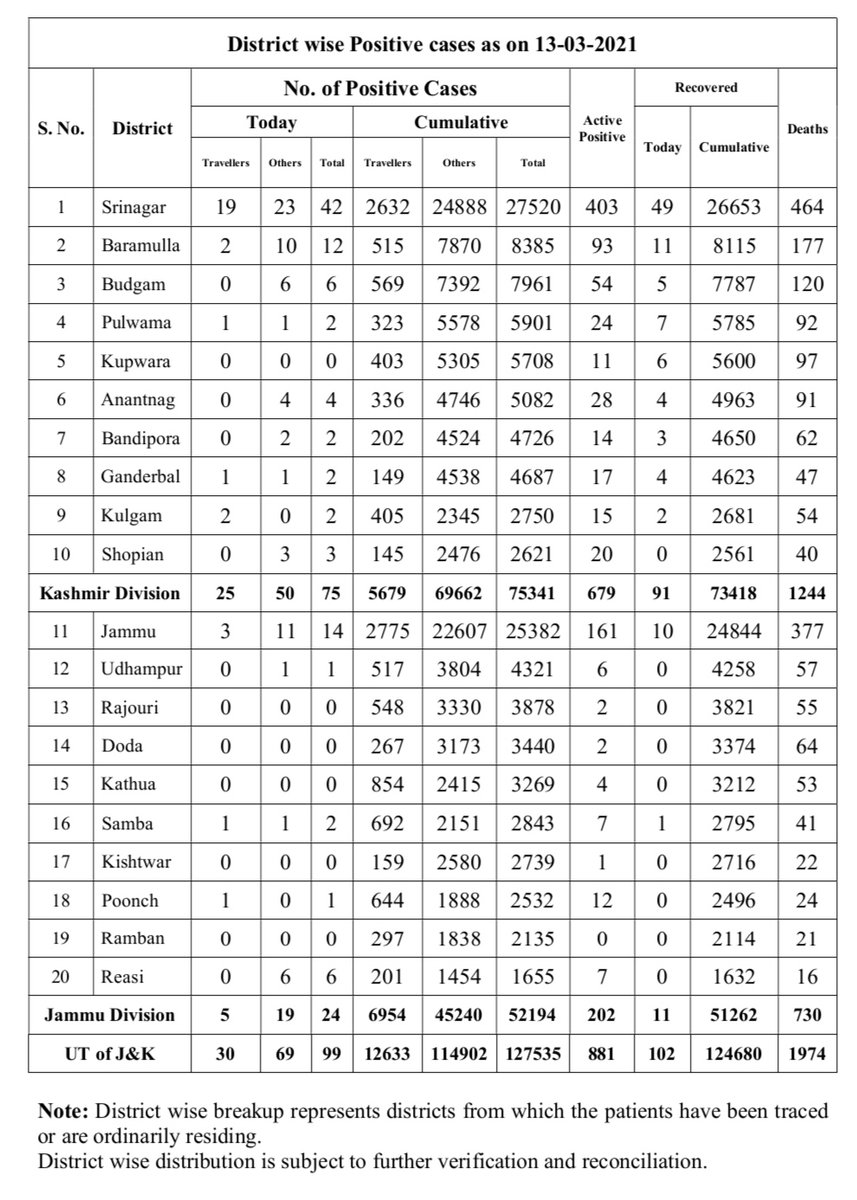 District wise Positive cases as on 13-03-2021
No. of Positive Cases
Recovered
S. No.
District
Today
Cumulative
Active
Positive
Deaths
Today
Cumulative
Travellers Others Total Travellers Others Total
1 Srinagar 19 23 42 2632 24888 27520 403 49 26653 464
2 Baramulla 2 10 12 515 7870 8385 93 11 8115 177
3 Budgam 0 6 6 569 7392 7961 54 5 7787 120
4 Pulwama 1 1 2 323 5578 5901 24 7 5785 92
5 Kupwara 0 0 0 403 5305 5708 11 6 5600 97
6 Anantnag 0 4 4 336 4746 5082 28 4 4963 91
7 Bandipora 0 2 2 202 4524 4726 14 3 4650 62
8 Ganderbal 1 1 2 149 4538 4687 17 4 4623 47
9 Kulgam 2 0 2 405 2345 2750 15 2 2681 54
10 Shopian 0 3 3 145 2476 2621 20 0 2561 40
Kashmir Division 25 50 75 5679 69662 75341 679 91 73418 1244
11 Jammu 3 11 14 2775 22607 25382 161 10 24844 377
12 Udhampur 0 1 1 517 3804 4321 6 0 4258 57
13 Rajouri 0 0 0 548 3330 3878 2 0 3821 55
14 Doda 0 0 0 267 3173 3440 2 0 3374 64
15 Kathua 0 0 0 854 2415 3269 4 0 3212 53
16 Samba 1 1 2 692 2151 2843 7 1 2795 41
17 Kishtwar 0 0 0 159 2580 2739 1 0 2716 22
18 Poonch 1 0 1 644 1888 2532 12 0 2496 24
19 Ramban 0 0 0 297 1838 2135 0 0 2114 21
20 Reasi 0 6 6 201 1454 1655 7 0 1632 16
Jammu Division 5 19 24 6954 45240 52194 202 11 51262 730
UT of J&K 30 69 99 12633 114902 127535 881 102 124680 1974
Note: District wise breakup represents districts from which the patients have been traced
or are ordinarily residing.
District wise distribution is subject to further verification and reconciliation.